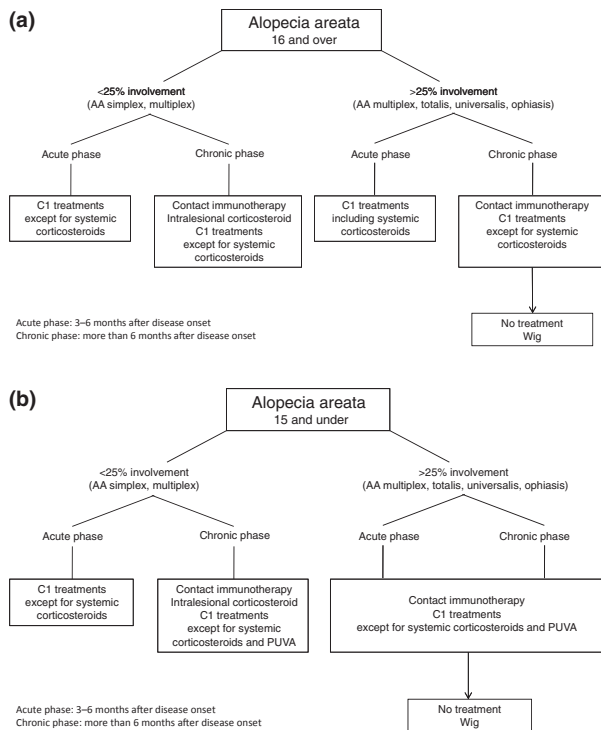 (a)
Alopecia areata
16 and over
<25% involvement
(AA simplex, multiplex)
>25% involvement
(AA multiplex, totalis, universalis, ophiasis)
Acute phase
Chronic phase
Acute phase
Chronic phase
C1 treatments
except for systemic
corticosteroids
Contact immunotherapy
Intralesional corticosteroid
C1 treatments
except for systemic
corticosteroids
C1 treatments
including systemic
corticosteroids
Contact immunotherapy
C1 treatments
except for systemic
corticosteroids
No treatment
Wig
Acute phase: 3–6 months after disease onset
Chronic phase: more than 6 months after disease onset
(b)
Alopecia areata
15 and under
<25% involvement
(AA simplex, multiplex)
>25% involvement
(AA multiplex, totalis, universalis, ophiasis)
Acute phase
Chronic phase
Acute phase
Chronic phase
C1 treatments
except for systemic
corticosteroids
Contact immunotherapy
Intralesional corticosteroid
C1 treatments
except for systemic
corticosteroids and PUVA
Contact immunotherapy
C1 treatments
except for systemic corticosteroids and PUVA
No treatment
Wig
Acute phase: 3–6 months after disease onset
Chronic phase: more than 6 months after disease onset